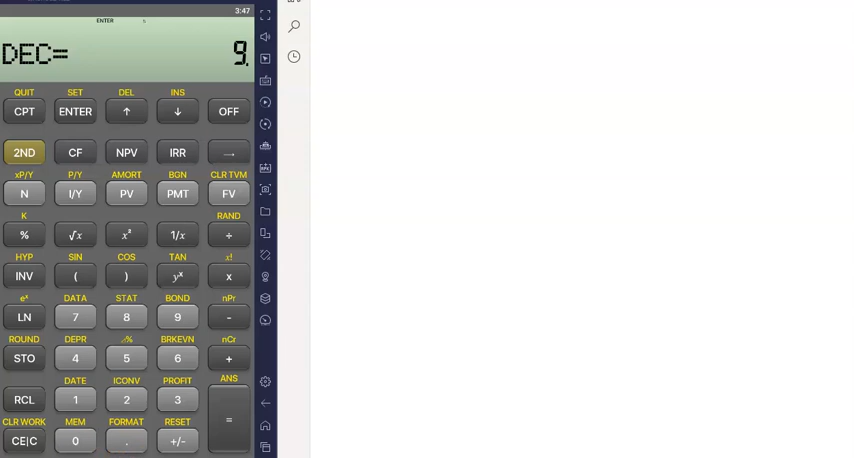 3:47
ENTER
DEC= 9.
QUIT SET DEL INS
CPT ENTER ↑ ↓ OFF
2ND CF NPV IRR →
xP/Y P/Y AMORT BGN CLR TVM
N I/Y PV PMT FV
K RAND
% √x x² 1/x ÷
HYP SIN COS TAN x!
INV ( ) yˣ x
eˣ DATA STAT BOND nPr
LN 7 8 9 -
ROUND DEPR Δ% BRKEVN nCr
STO 4 5 6 +
DATE ICONV PROFIT ANS
RCL 1 2 3 =
CLR WORK MEM FORMAT RESET
CE|C 0 . +/-